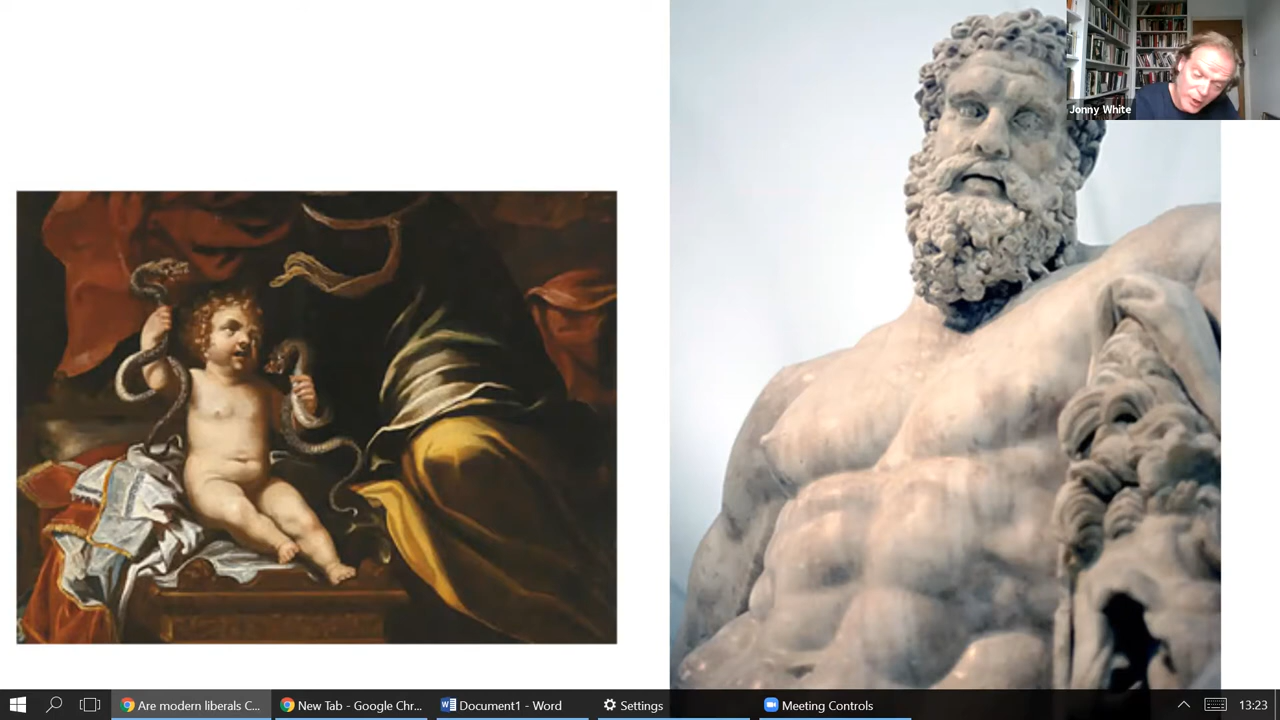 Jonny White
Are modern liberals C...
New Tab - Google Chr...
Document1 - Word
Settings
Meeting Controls
13:23